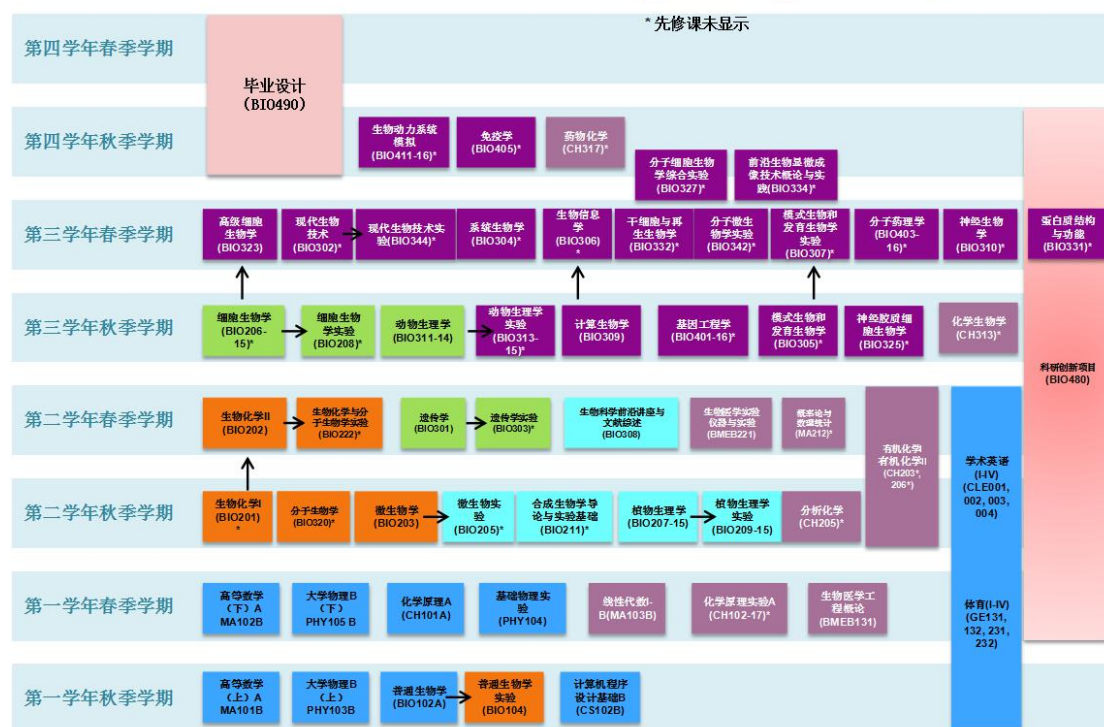 * 先修课未显示
第四学年春季学期
毕业设计
(BIO490)
第四学年秋季学期
生物动力系统
模拟
(BIO411-16)*
免疫学
(BIO405)*
药物化学
(CH317)*
分子细胞生物
学综合实验
(BIO327)*
前沿生物显微成
像技术概论与实
践(BIO334)*
第三学年春季学期
高级细胞
生物学
(BIO323)
现代生物
技术
(BIO302)*
现代生物技术实
验(BIO344)*
系统生物学
(BIO304)*
生物信息
学
(BIO306)
*
干细胞与再
生生物学
(BIO332)*
分子微生
物学实验
(BIO342)*
模式生物和
发育生物学
实验
(BIO307)*
分子药理学
(BIO403-
16)*
神经生物
学
(BIO310)*
蛋白质结构
与功能
(BIO331)*
第三学年秋季学期
细胞生物学
(BIO206-
15)*
细胞生物
学实验
(BIO208)*
动物生理学
(BIO311-14)
动物生理学
实验
(BIO313-
15)*
计算生物学
(BIO309)
基因工程学
(BIO401-16)*
模式生物和
发育生物学
(BIO305)*
神经胶质细
胞生物学
(BIO325)*
化学生物学
(CH313)*
科研创新项目
(BIO480)
第二学年春季学期
生物化学II
(BIO202)
生物化学与分
子生物学实验
(BIO222)*
遗传学
(BIO301)
遗传学实验
(BIO303)*
生物科学前沿讲座与
文献综述
(BIO308)
生物医学实验
仪器与实验
(BMEB221)
概率论与
数理统计
(MA212)*
有机化学I
有机化学II
(CH203*,
206*)
学术英语
(I-IV)
(CLE001,
002, 003,
004)
第二学年秋季学期
生物化学I
(BIO201)
*
分子生物学
(BIO320)*
微生物学
(BIO203)
微生物实
验
(BIO205)*
合成生物学导
论与实验基础
(BIO211)*
植物生理学
(BIO207-15)
植物生理学
实验
(BIO209-15)
分析化学
(CH205)*
第一学年春季学期
高等数学
（下）A
MA102B
大学物理B
（下）
PHY105 B
化学原理A
(CH101A)
基础物理实
验
(PHY104)
线性代数I-
B(MA103B)
化学原理实验A
(CH102-17)*
生物医学工
程概论
(BMEB131)
体育(I-IV)
(GE131,
132, 231,
232)
第一学年秋季学期
高等数学
（上）A
MA101B
大学物理B
（上）
PHY103B
普通生物学
(BIO102A)
普通生物学
实验
(BIO104)
计算机程序
设计基础B
(CS102B)